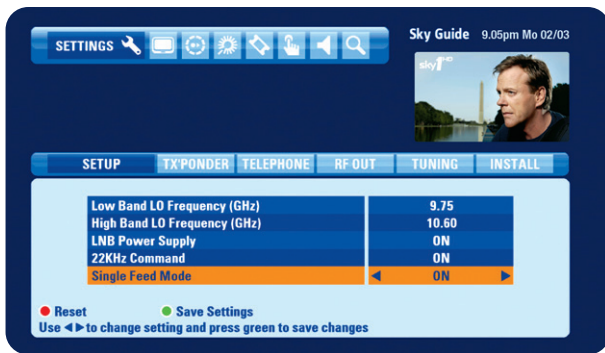 SETTINGS
Sky Guide 9.05pm Mo 02/03
sky1 HD
SETUP TX'PONDER TELEPHONE RF OUT TUNING INSTALL
Low Band LO Frequency (GHz) 9.75
High Band LO Frequency (GHz) 10.60
LNB Power Supply ON
22KHz Command ON
Single Feed Mode ◀ ON ▶
Reset Save Settings
Use ◀ ▶ to change setting and press green to save changes